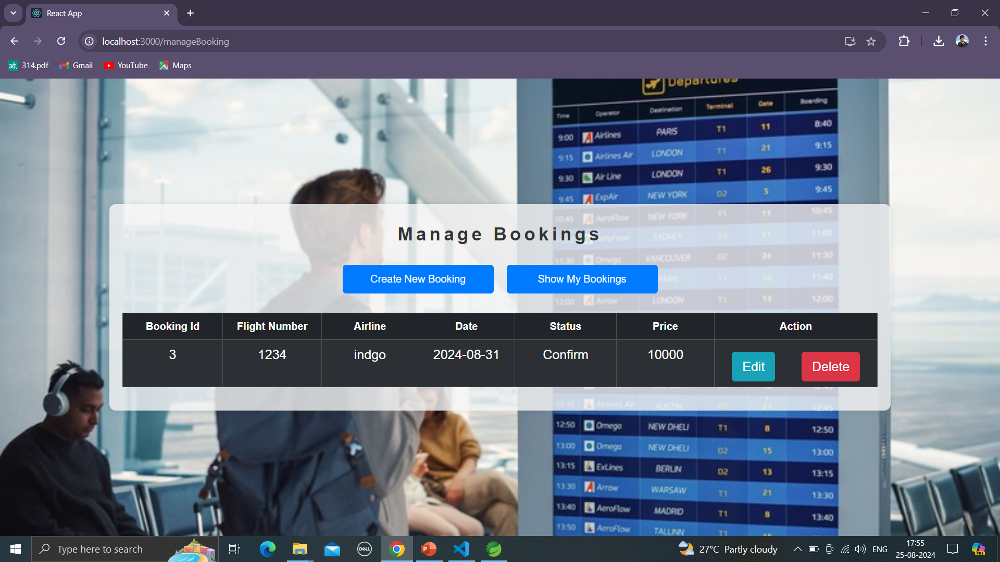 React App
localhost:3000/manageBooking
ओ. 314.pdf Gmail YouTube Maps
Departures
Time Operator Destination Terminal Gate Boarding
9:00 Airlines PARIS T1 11 8:40
9:15 Airlines Air LONDON T1 21 9:15
9:30 Air Line LONDON T1 26 9:30
9:45 ExpAir NEW YORK D2 5 9:45
10:45 AeroFlow NEW YORK T1 11 10:45
Manage Bookings
AeroFlow SYDNEY D2 21 11:00
11:30 Omega VANCOUVER D2 24 11:30
Create New Booking Show My Bookings
PARIS T1 10 11:40
12:00 Arrow LONDON T1 13 12:00
Booking Id Flight Number Airline Date Status Price Action
3 1234 indgo 2024-08-31 Confirm 10000 Edit Delete
12:45 Airlines Air AUSTIN D2 21 12:45
12:50 Omega NEW DHELI T1 8 12:50
13:00 Omega NEW DHELI D2 15 13:00
13:15 ExLines BERLIN D2 13 13:15
13:30 Arrow WARSAW T1 21 13:30
13:40 AeroFlow MADRID T1 8 13:40
13:50 AeroFlow TALLINN T1
Type here to search
DELL
27°C Partly cloudy
ENG
17:55
25-08-2024
PRE